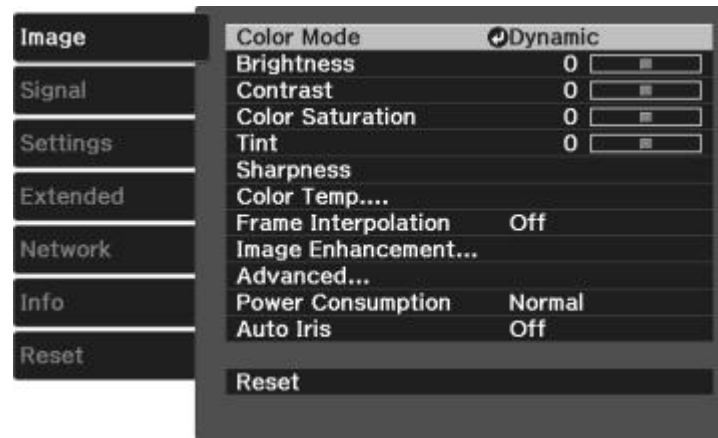 Image
Signal
Settings
Extended
Network
Info
Reset
Color Mode Dynamic
Brightness 0
Contrast 0
Color Saturation 0
Tint 0
Sharpness
Color Temp....
Frame Interpolation Off
Image Enhancement...
Advanced...
Power Consumption Normal
Auto Iris Off
Reset